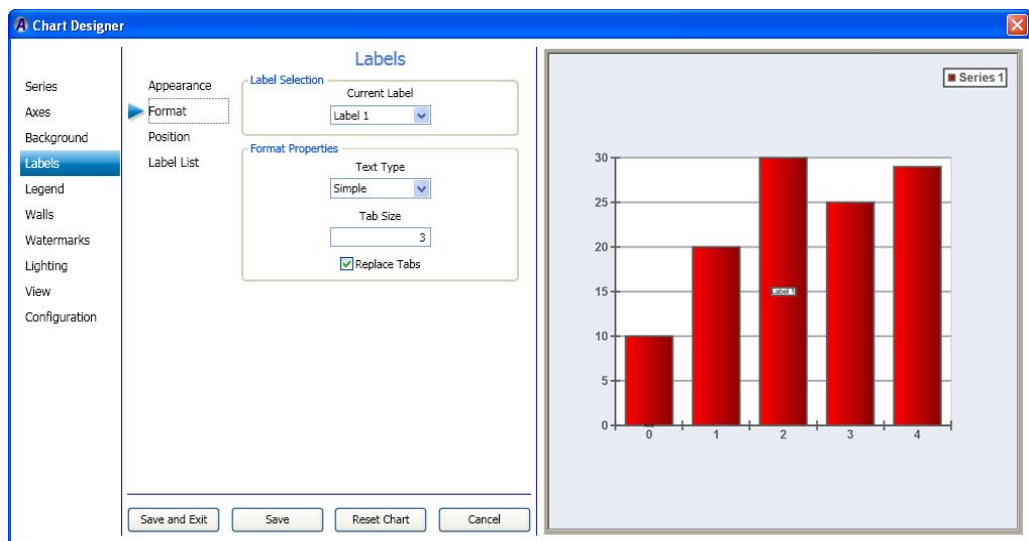 Chart Designer
Series
Axes
Background
Labels
Legend
Walls
Watermarks
Lighting
View
Configuration
Appearance
Format
Position
Label List
Labels
Label Selection
Current Label
Label 1
Format Properties
Text Type
Simple
Tab Size
3
Replace Tabs
Save and Exit
Save
Reset Chart
Cancel
Series 1
30
25
20
15
10
5
0
Label 1
0 1 2 3 4